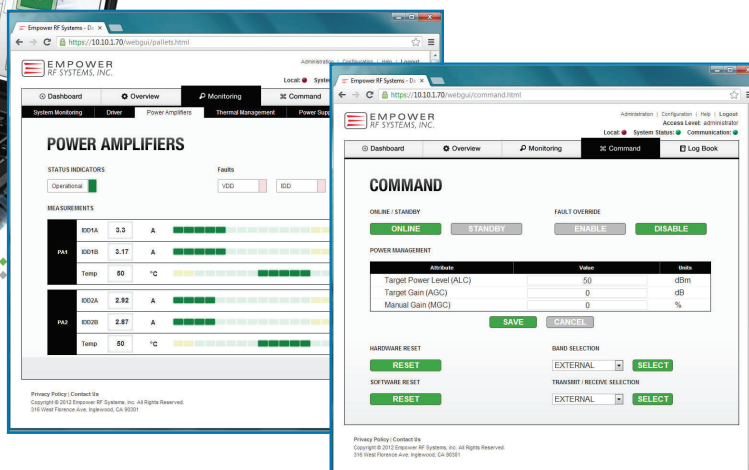 Empower RF Systems - Da
https://10.10.1.70/webgui/pallets.html
EMPOWER
RF SYSTEMS, INC.
Administration | Configuration | Help | Logout
Local: Syste
Dashboard Overview Monitoring Command
System Monitoring Driver Power Amplifiers Thermal Management Power Supp
POWER AMPLIFIERS
STATUS INDICATORS Faults
Operational VDD IDD
MEASUREMENTS
IDD1A 3.3 A
PA1 IDD1B 3.17 A
Temp 50 °C
IDD2A 2.92 A
PA2 IDD2B 2.87 A
Temp 50 °C
Privacy Policy | Contact Us
Copyright © 2012 Empower RF Systems, Inc. All Rights Reserved.
316 West Florence Ave, Inglewood, CA 90301
Empower RF Systems - Da
https://10.10.1.70/webgui/command.html
EMPOWER
RF SYSTEMS, INC.
Administration | Configuration | Help | Logout
Access Level: administrator
Local: System Status: Communication:
Dashboard Overview Monitoring Command Log Book
COMMAND
ONLINE / STANDBY FAULT OVERRIDE
ONLINE STANDBY ENABLE DISABLE
POWER MANAGEMENT
Attribute Value Units
Target Power Level (ALC) 50 dBm
Target Gain (AGC) 0 dB
Manual Gain (MGC) 0 %
SAVE CANCEL
HARDWARE RESET BAND SELECTION
RESET EXTERNAL SELECT
SOFTWARE RESET TRANSMIT / RECEIVE SELECTION
RESET EXTERNAL SELECT
Privacy Policy | Contact Us
Copyright © 2012 Empower RF Systems, Inc. All Rights Reserved.
316 West Florence Ave, Inglewood, CA 90301